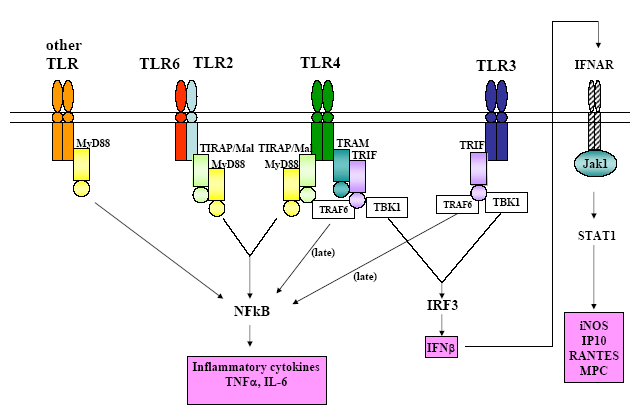 other
TLR
TLR6
TLR2
TLR4
TLR3
IFNAR
MyD88
TIRAP/Mal
MyD88
TIRAP/Mal
MyD88
TRAM
TRIF
TRAF6
TBK1
TRIF
TRAF6
TBK1
Jak1
(late)
(late)
STAT1
NFkB
IRF3
IFNβ
Inflammatory cytokines
TNFα, IL-6
iNOS
IP10
RANTES
MPC